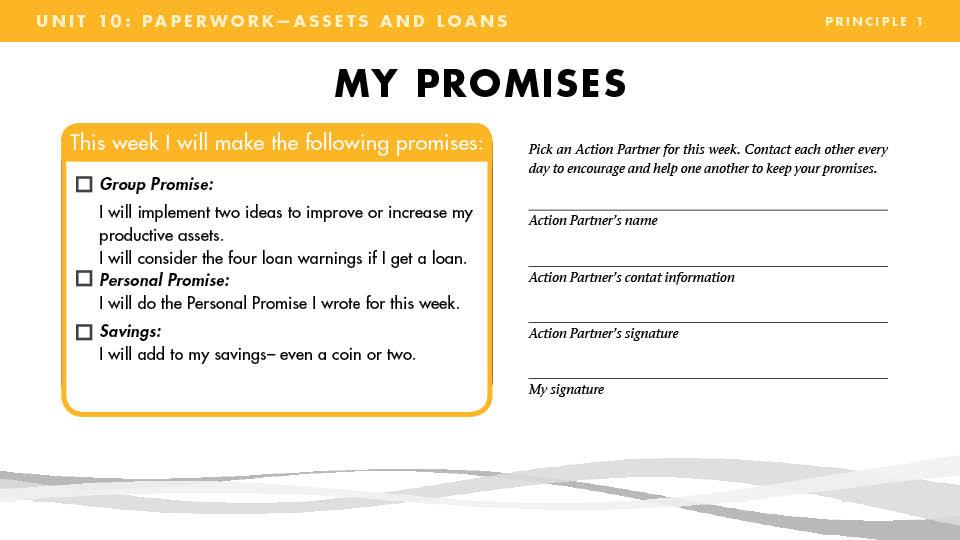 UNIT 10: PAPERWORK—ASSETS AND LOANS
PRINCIPLE 1
MY PROMISES
This week I will make the following promises:
Group Promise:
I will implement two ideas to improve or increase my
productive assets.
I will consider the four loan warnings if I get a loan.
Personal Promise:
I will do the Personal Promise I wrote for this week.
Savings:
I will add to my savings– even a coin or two.
Pick an Action Partner for this week. Contact each other every
day to encourage and help one another to keep your promises.
Action Partner's name
Action Partner's contat information
Action Partner's signature
My signature